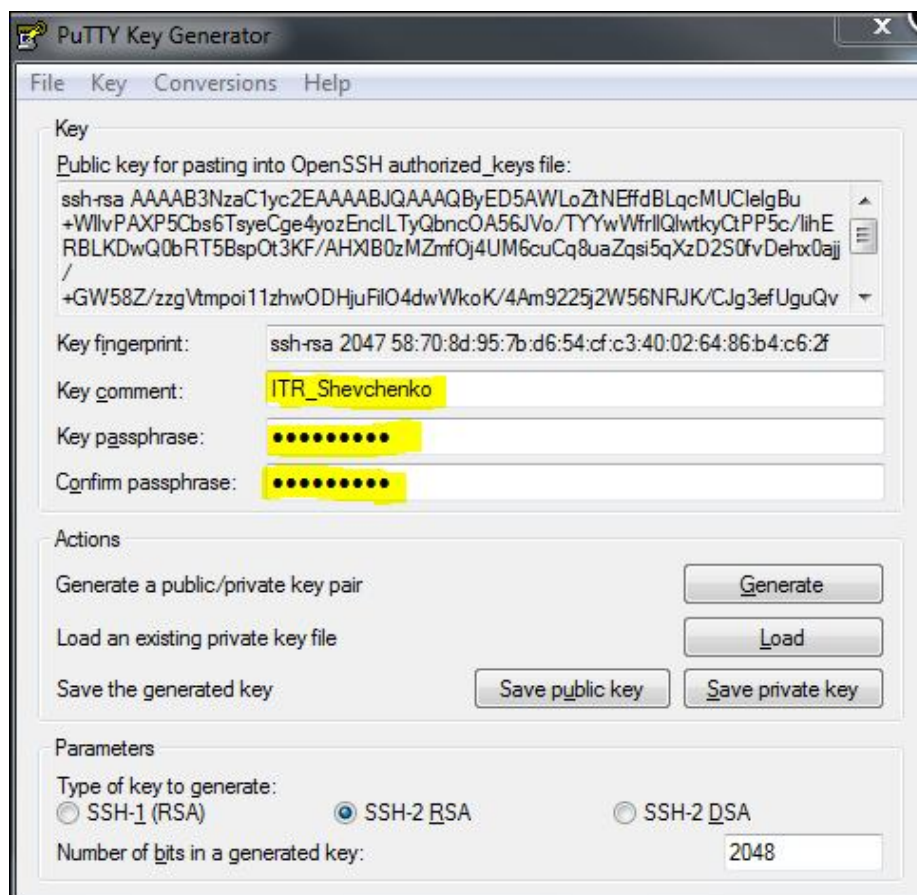 PuTTY Key Generator
File Key Conversions Help
Key
Public key for pasting into OpenSSH authorized_keys file:
ssh-rsa AAAAB3NzaC1yc2EAAAABJQAAAQByED5AWLoZtNEffdBLqcMUClelgBu
+WIlvPAXP5Cbs6TsyeCge4yozEnclLTyQbncOA56JVo/TYYwWfrIlQlwtkyCtPP5c/lihE
RBLKDwQ0bRT5BspOt3KF/AHXlB0zMZmfOj4UM6cuCq8uaZqsi5qXzD2S0fvDehx0ajj
/
+GW58Z/zzgVtmpoi11zhwODHjuFilO4dwWkoK/4Am9225j2W56NRJK/CJg3efUguQv
Key fingerprint: ssh-rsa 2047 58:70:8d:95:7b:d6:54:cf:c3:40:02:64:86:b4:c6:2f
Key comment: ITR_Shevchenko
Key passphrase: ●●●●●●●●●
Confirm passphrase: ●●●●●●●●●
Actions
Generate a public/private key pair Generate
Load an existing private key file Load
Save the generated key Save public key Save private key
Parameters
Type of key to generate:
SSH-1 (RSA) SSH-2 RSA SSH-2 DSA
Number of bits in a generated key: 2048